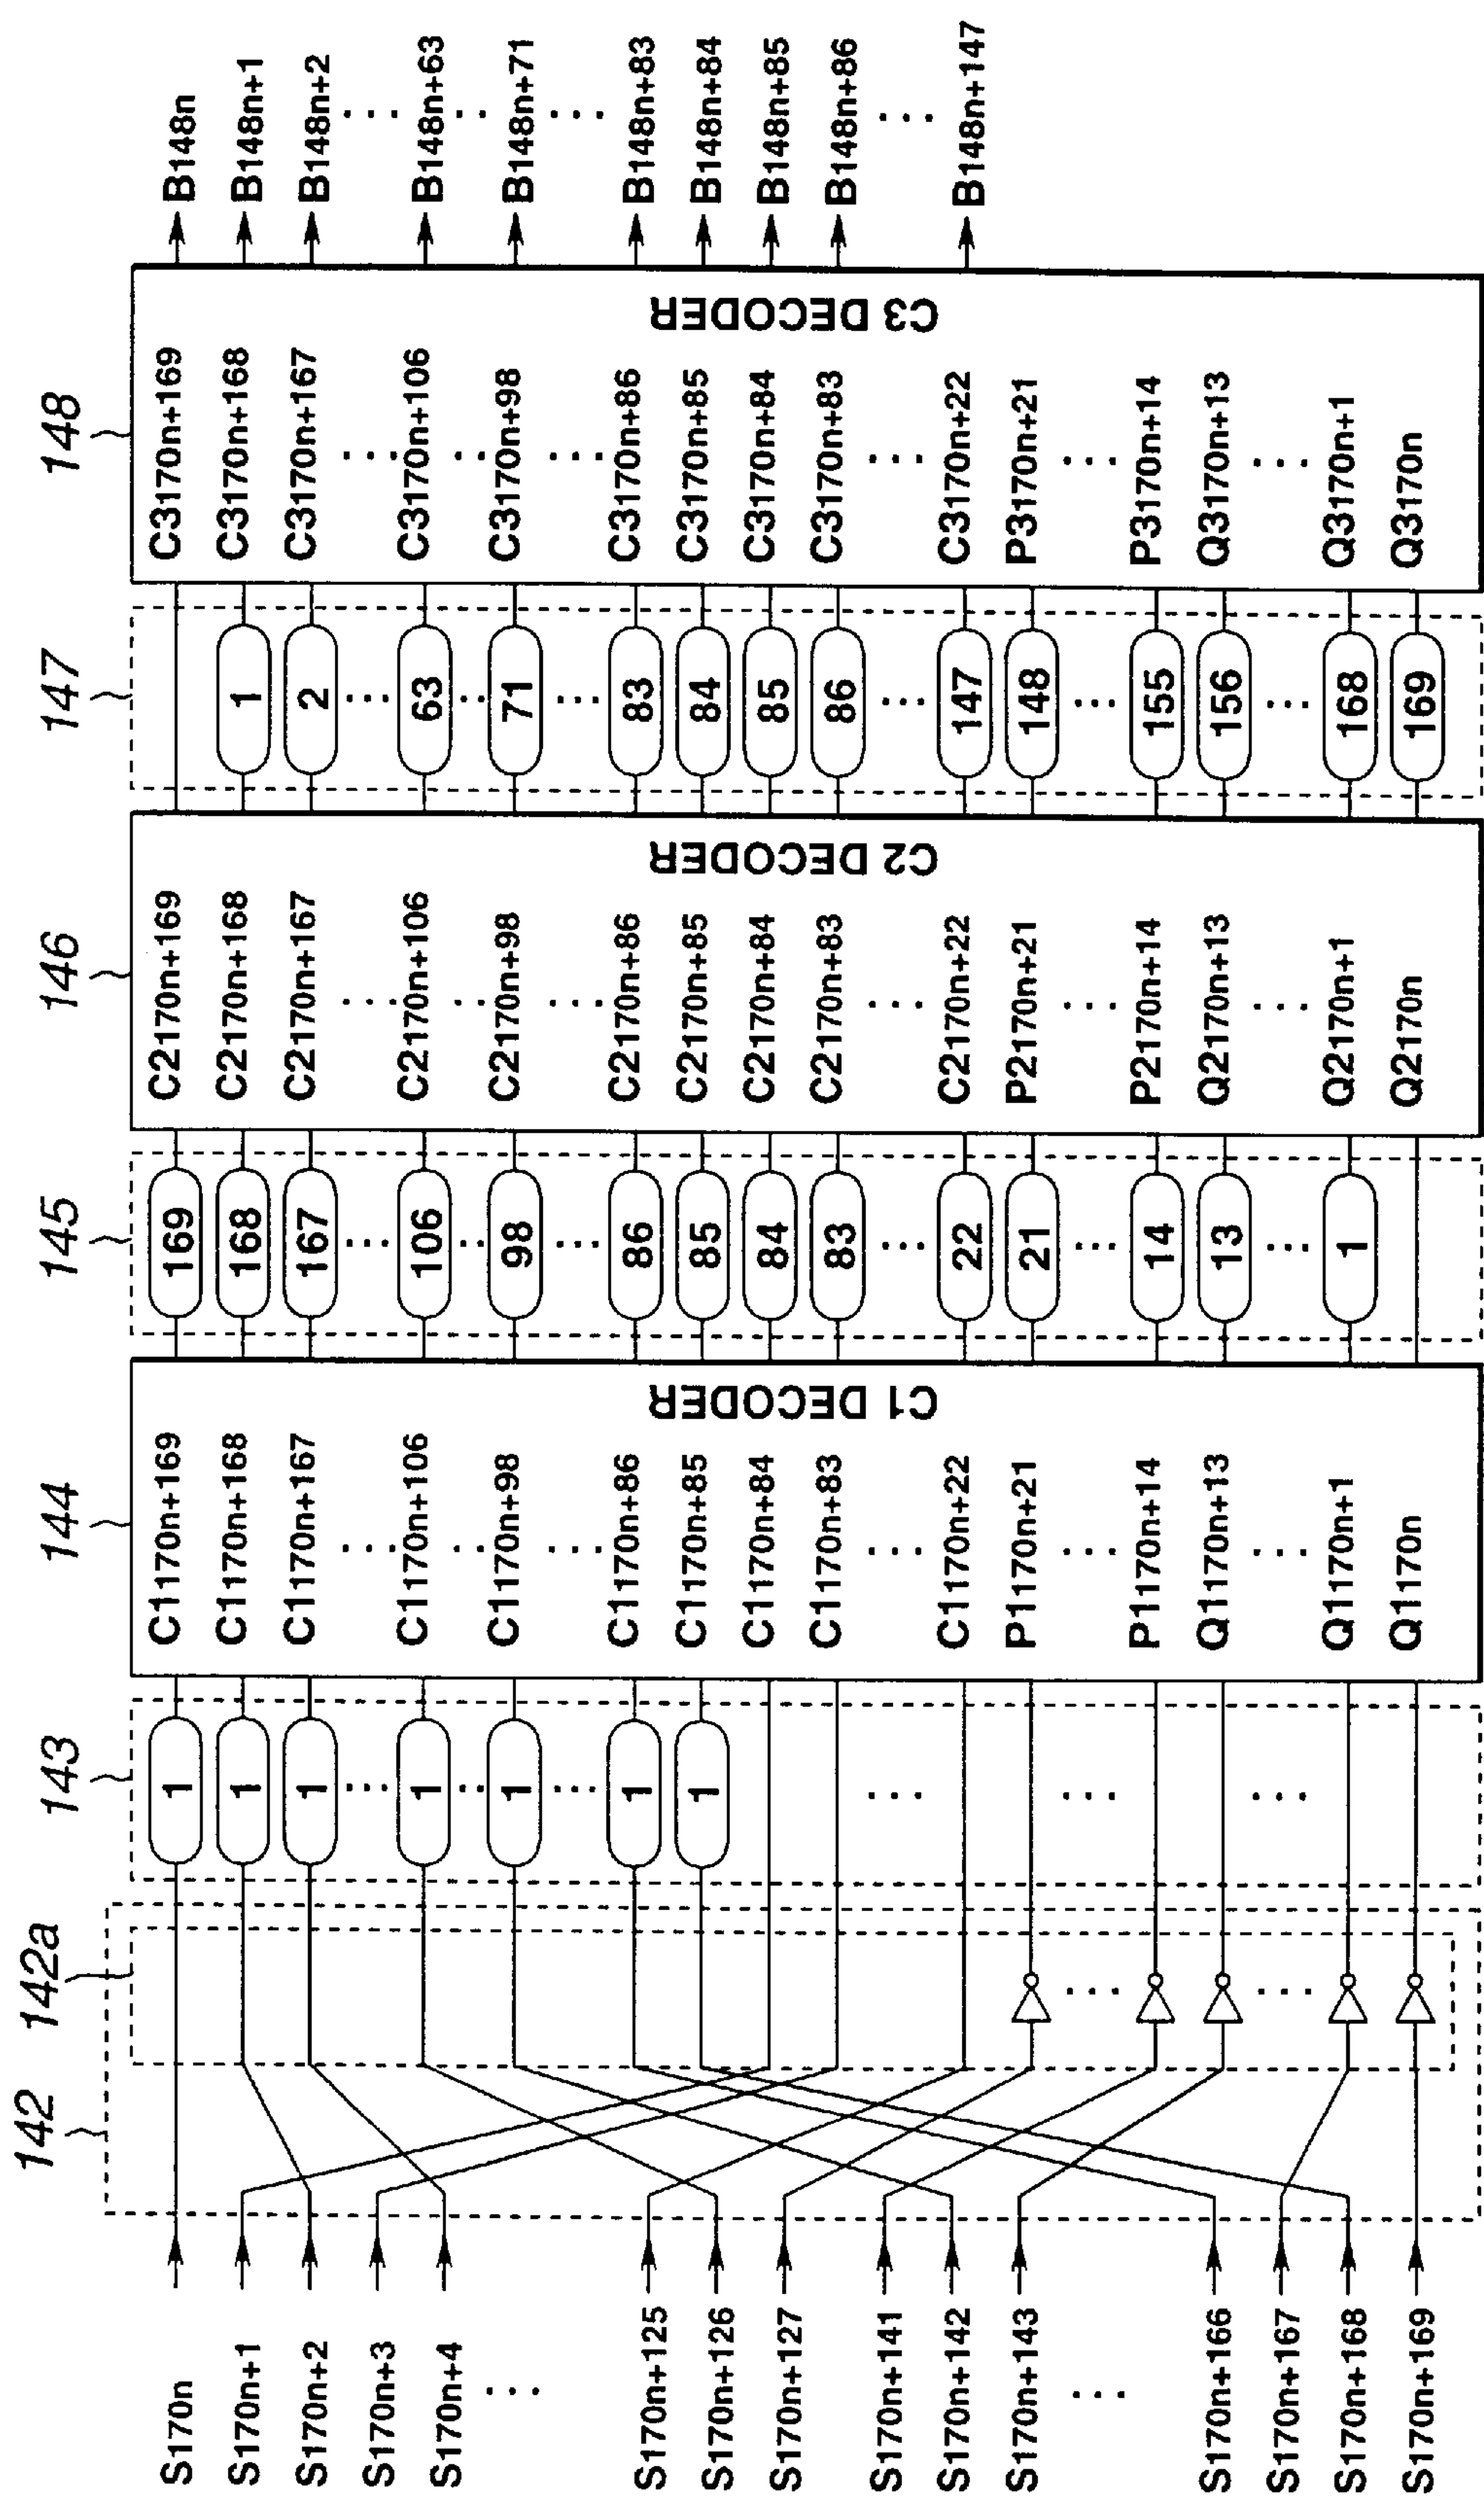 142
142a
143
144
145
146
147
148
S170n
S170n+1
S170n+2
S170n+3
S170n+4
...
S170n+125
S170n+126
S170n+127
S170n+141
S170n+142
S170n+143
...
S170n+166
S170n+167
S170n+168
S170n+169
...
...
1
1
1
...
1
..
1
...
1
1
...
...
...
C1170n+169
C1170n+168
C1170n+167
...
C1170n+106
..
C1170n+98
...
C1170n+86
C1170n+85
C1170n+84
C1170n+83
...
C1170n+22
P1170n+21
...
P1170n+14
Q1170n+13
...
Q1170n+1
Q1170n
C1 DECODER
169
168
167
...
106
..
98
...
86
85
84
83
...
22
21
...
14
13
...
1
C2170n+169
C2170n+168
C2170n+167
...
C2170n+106
..
C2170n+98
...
C2170n+86
C2170n+85
C2170n+84
C2170n+83
...
C2170n+22
P2170n+21
...
P2170n+14
Q2170n+13
...
Q2170n+1
Q2170n
C2 DECODER
1
2
...
63
..
71
...
83
84
85
86
...
147
148
...
155
156
...
168
169
C3170n+169
C3170n+168
C3170n+167
...
C3170n+106
..
C3170n+98
...
C3170n+86
C3170n+85
C3170n+84
C3170n+83
...
C3170n+22
P3170n+21
...
P3170n+14
Q3170n+13
...
Q3170n+1
Q3170n
C3 DECODER
B148n
B148n+1
B148n+2
...
B148n+63
..
B148n+71
...
B148n+83
B148n+84
B148n+85
B148n+86
...
B148n+147